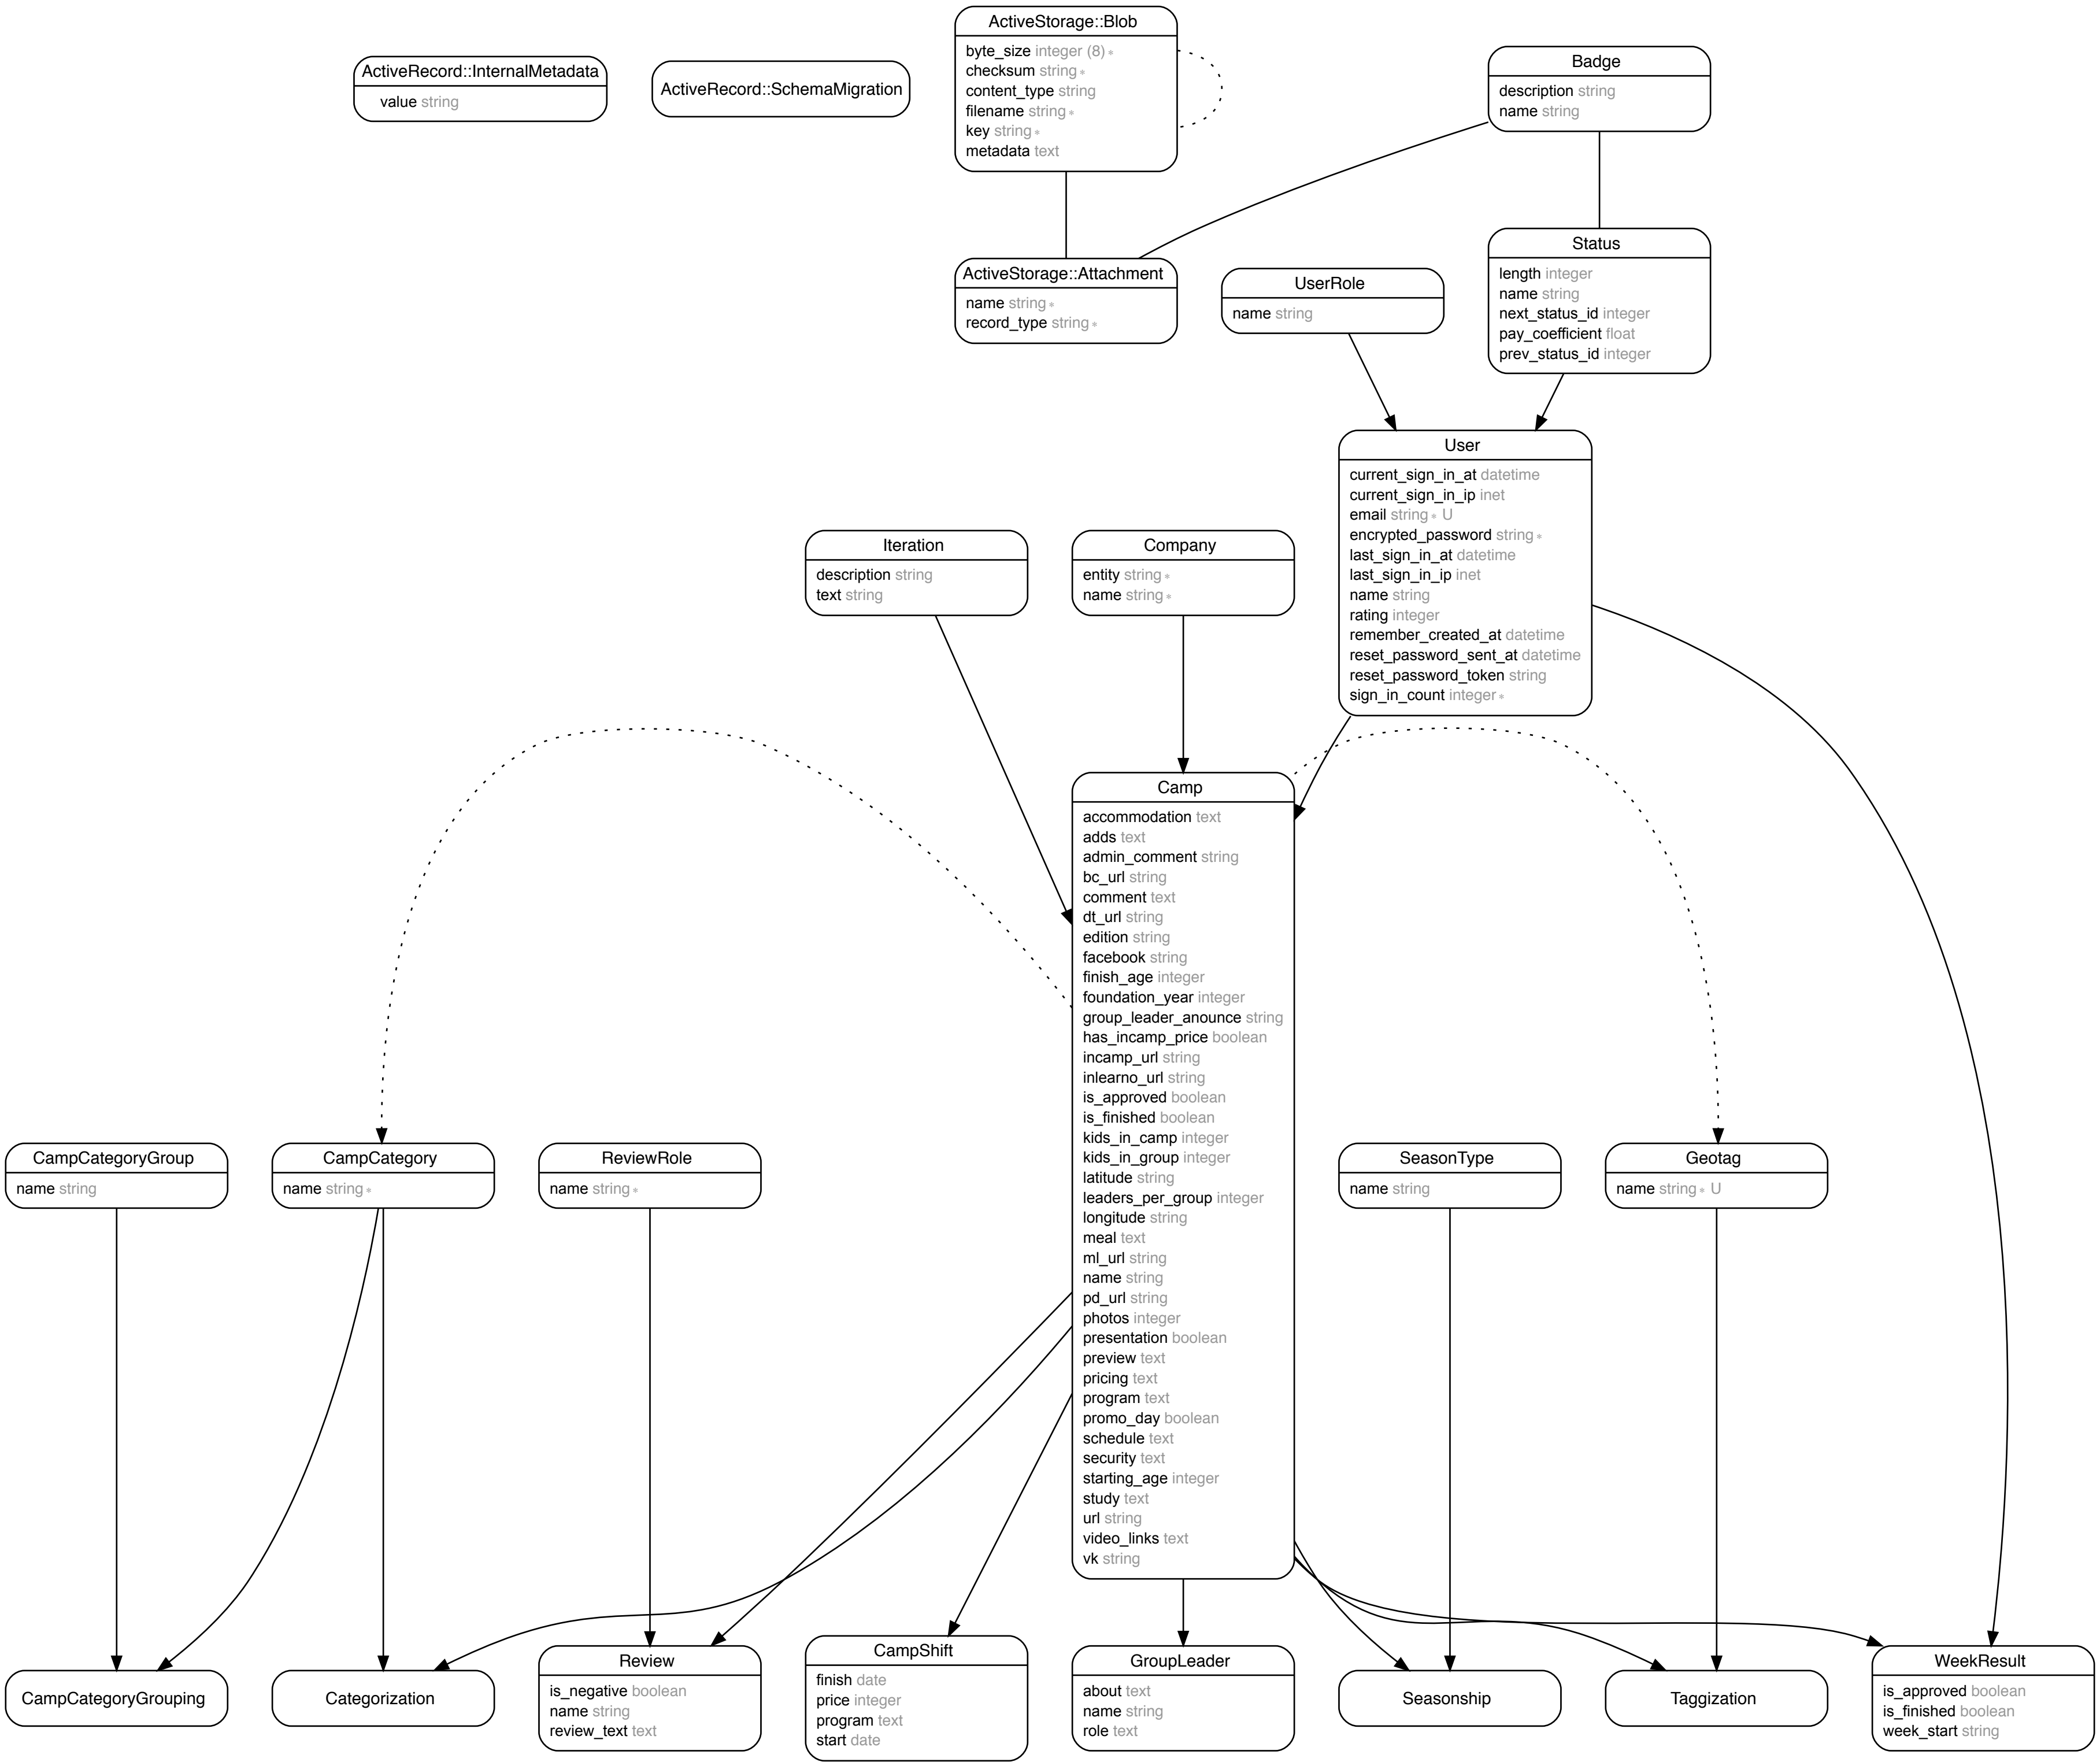 ActiveRecord::InternalMetadata
value string
ActiveRecord::SchemaMigration
ActiveStorage::Blob
byte_size integer (8) ∗
checksum string ∗
content_type string
filename string ∗
key string ∗
metadata text
Badge
description string
name string
ActiveStorage::Attachment
name string ∗
record_type string ∗
UserRole
name string
Status
length integer
name string
next_status_id integer
pay_coefficient float
prev_status_id integer
User
current_sign_in_at datetime
current_sign_in_ip inet
email string ∗ U
encrypted_password string ∗
last_sign_in_at datetime
last_sign_in_ip inet
name string
rating integer
remember_created_at datetime
reset_password_sent_at datetime
reset_password_token string
sign_in_count integer ∗
Iteration
description string
text string
Company
entity string ∗
name string ∗
Camp
accommodation text
adds text
admin_comment string
bc_url string
comment text
dt_url string
edition string
facebook string
finish_age integer
foundation_year integer
group_leader_anounce string
has_incamp_price boolean
incamp_url string
inlearno_url string
is_approved boolean
is_finished boolean
kids_in_camp integer
kids_in_group integer
latitude string
leaders_per_group integer
longitude string
meal text
ml_url string
name string
pd_url string
photos integer
presentation boolean
preview text
pricing text
program text
promo_day boolean
schedule text
security text
starting_age integer
study text
url string
video_links text
vk string
CampCategoryGroup
name string
CampCategory
name string ∗
ReviewRole
name string ∗
SeasonType
name string
Geotag
name string ∗ U
CampCategoryGrouping
Categorization
Review
is_negative boolean
name string
review_text text
CampShift
finish date
price integer
program text
start date
GroupLeader
about text
name string
role text
Seasonship
Taggization
WeekResult
is_approved boolean
is_finished boolean
week_start string